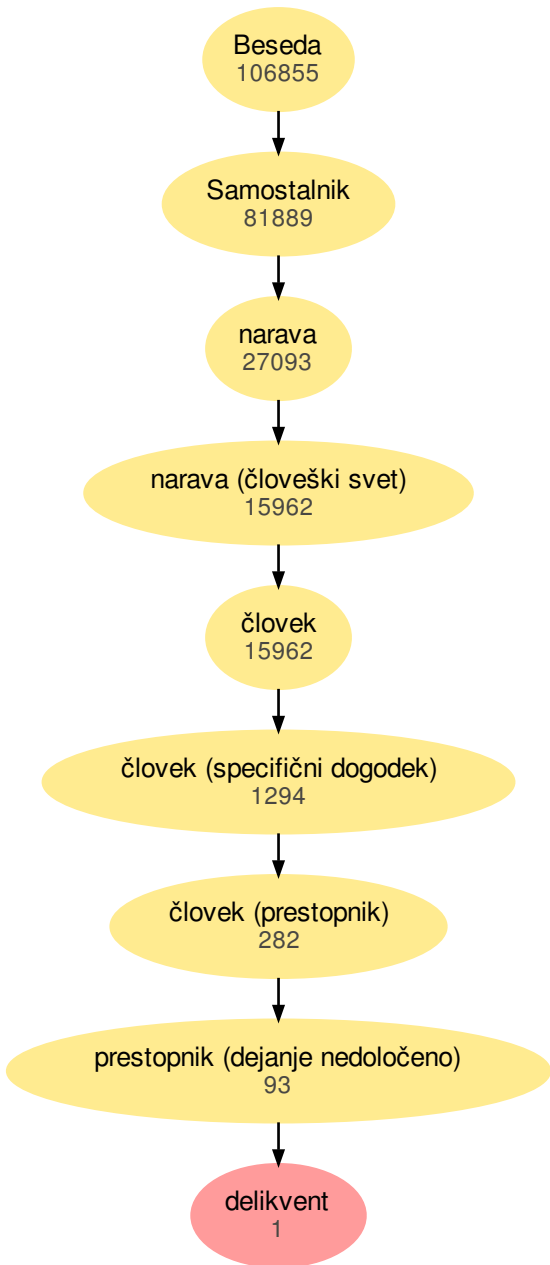 Beseda
106855
Samostalnik
81889
narava
27093
narava (človeški svet)
15962
človek
15962
človek (specifični dogodek)
1294
človek (prestopnik)
282
prestopnik (dejanje nedoločeno)
93
delikvent
1